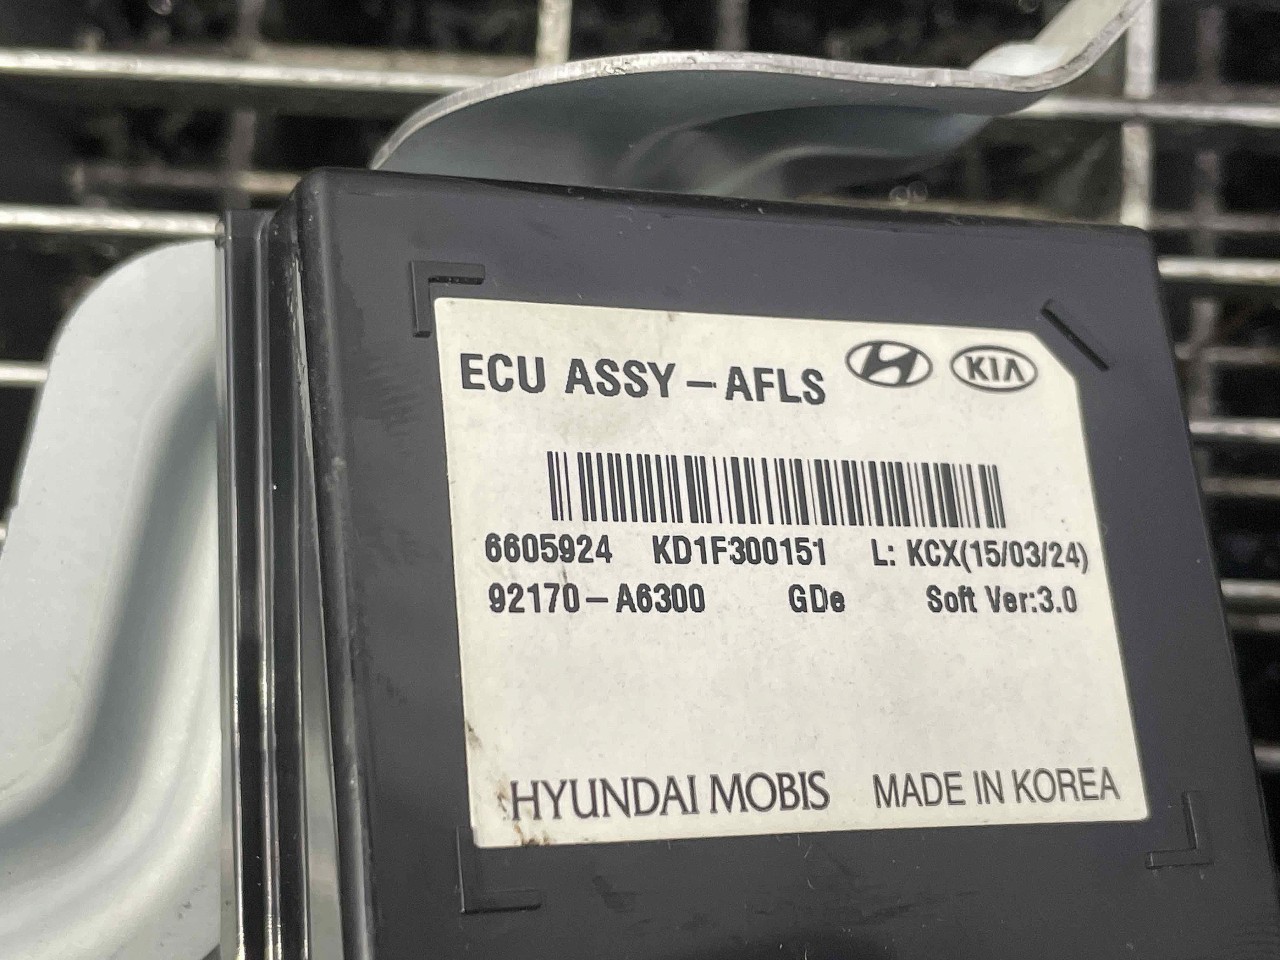 ECU ASSY-AFLS KIA
6605924 KD1F300151 L: KCX(15/03/24)
92170-A6300 GDe Soft Ver:3.0
HYUNDAI MOBIS MADE IN KOREA